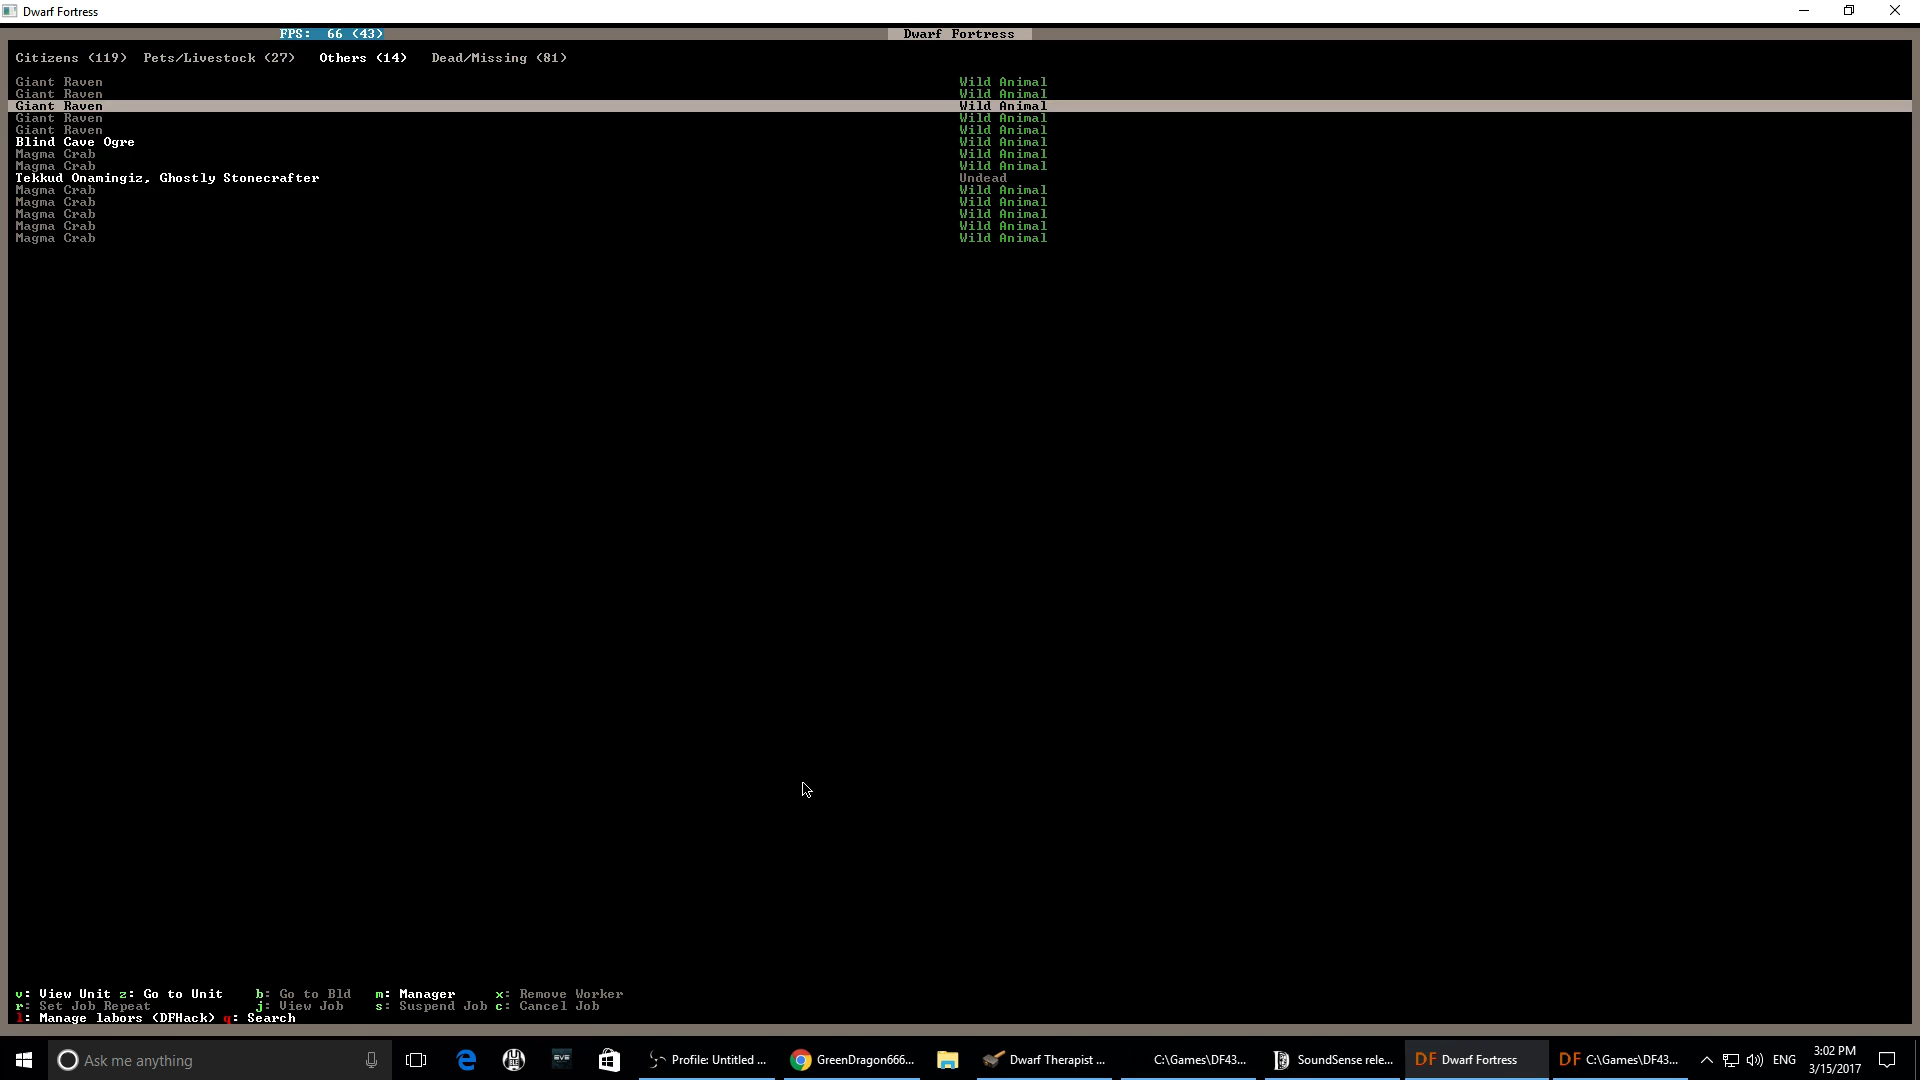 Dwarf Fortress
FPS: 66 (43) Dwarf Fortress
Citizens (119) Pets/Livestock (27) Others (14) Dead/Missing (81)
Giant Raven Wild Animal
Giant Raven Wild Animal
Giant Raven Wild Animal
Giant Raven Wild Animal
Giant Raven Wild Animal
Blind Cave Ogre Wild Animal
Magma Crab Wild Animal
Magma Crab Wild Animal
Tekkud Onamingiz, Ghostly Stonecrafter Undead
Magma Crab Wild Animal
Magma Crab Wild Animal
Magma Crab Wild Animal
Magma Crab Wild Animal
Magma Crab Wild Animal
v: View Unit z: Go to Unit b: Go to Bld m: Manager x: Remove Worker
r: Set Job Repeat j: View Job s: Suspend Job c: Cancel Job
l: Manage labors (DFHack) q: Search
Ask me anything EVE Profile: Untitled ... GreenDragon666... Dwarf Therapist ... C:\Games\DF43... SoundSense rele... DF Dwarf Fortress DF C:\Games\DF43... ENG 3:02 PM
3/15/2017